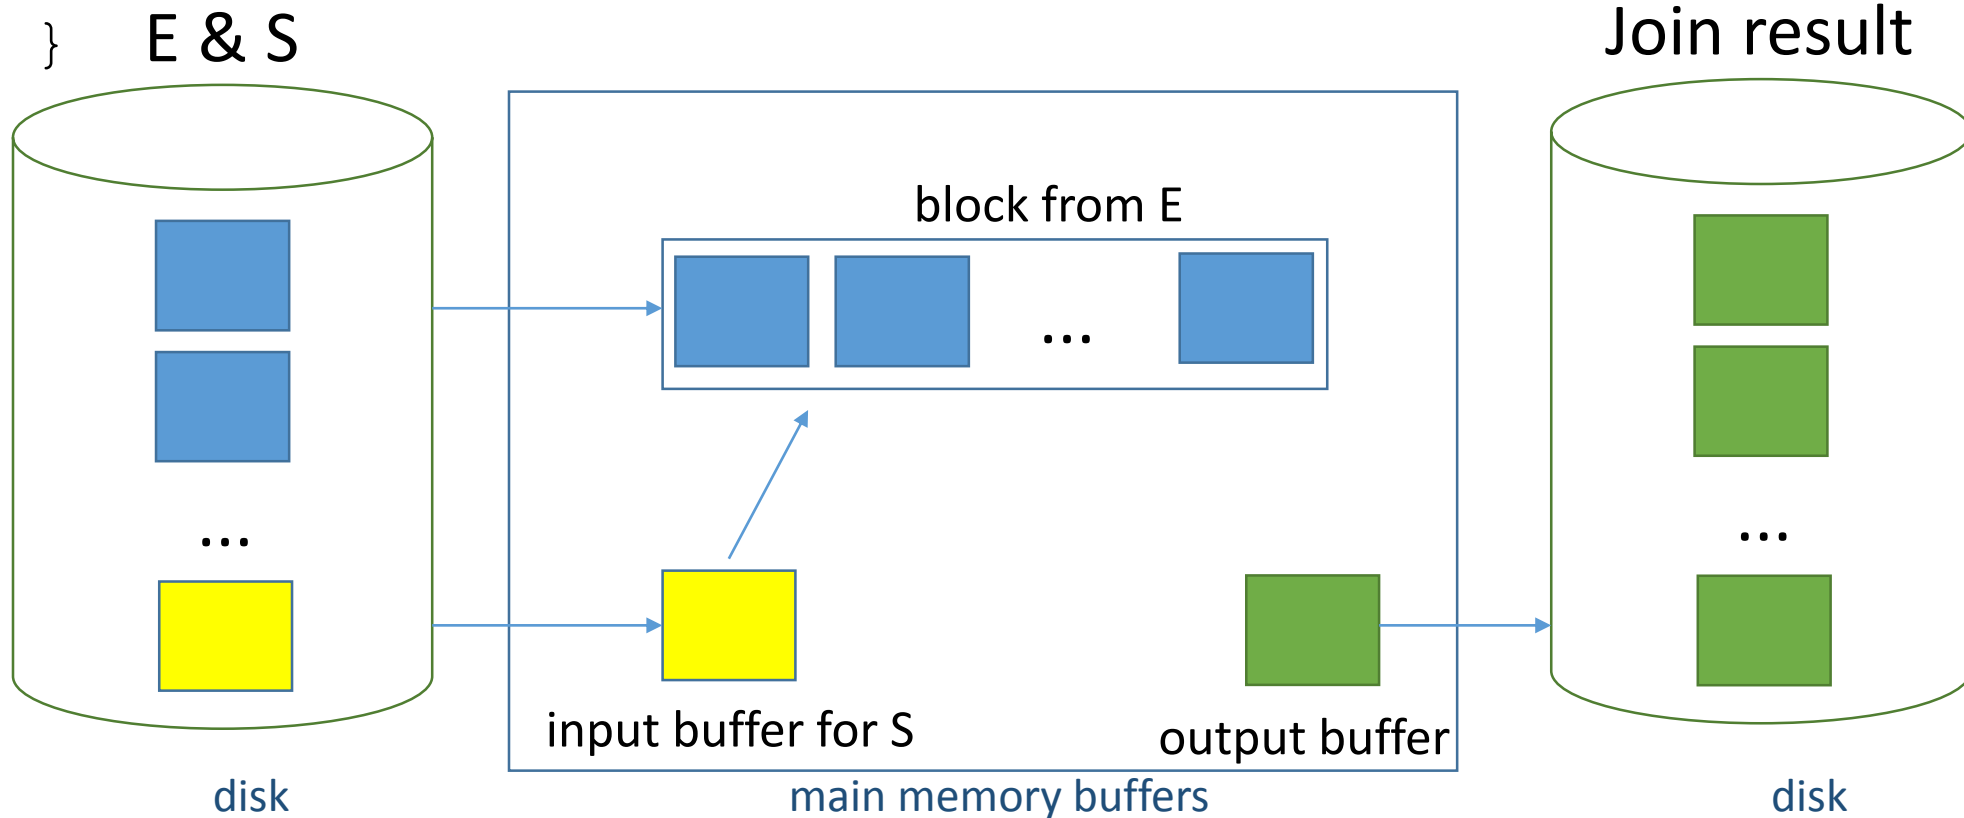 } E & S
Join result
block from E
...
...
...
input buffer for S
output buffer
disk
main memory buffers
disk